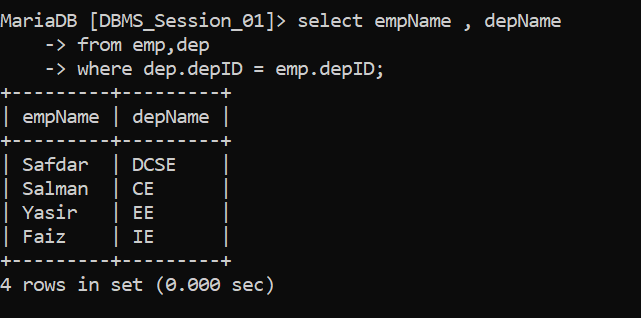 MariaDB [DBMS_Session_01]> select empName , depName
    -> from emp,dep
    -> where dep.depID = emp.depID;
+---------+---------+
| empName | depName |
+---------+---------+
| Safdar  | DCSE    |
| Salman  | CE      |
| Yasir   | EE      |
| Faiz    | IE      |
+---------+---------+
4 rows in set (0.000 sec)